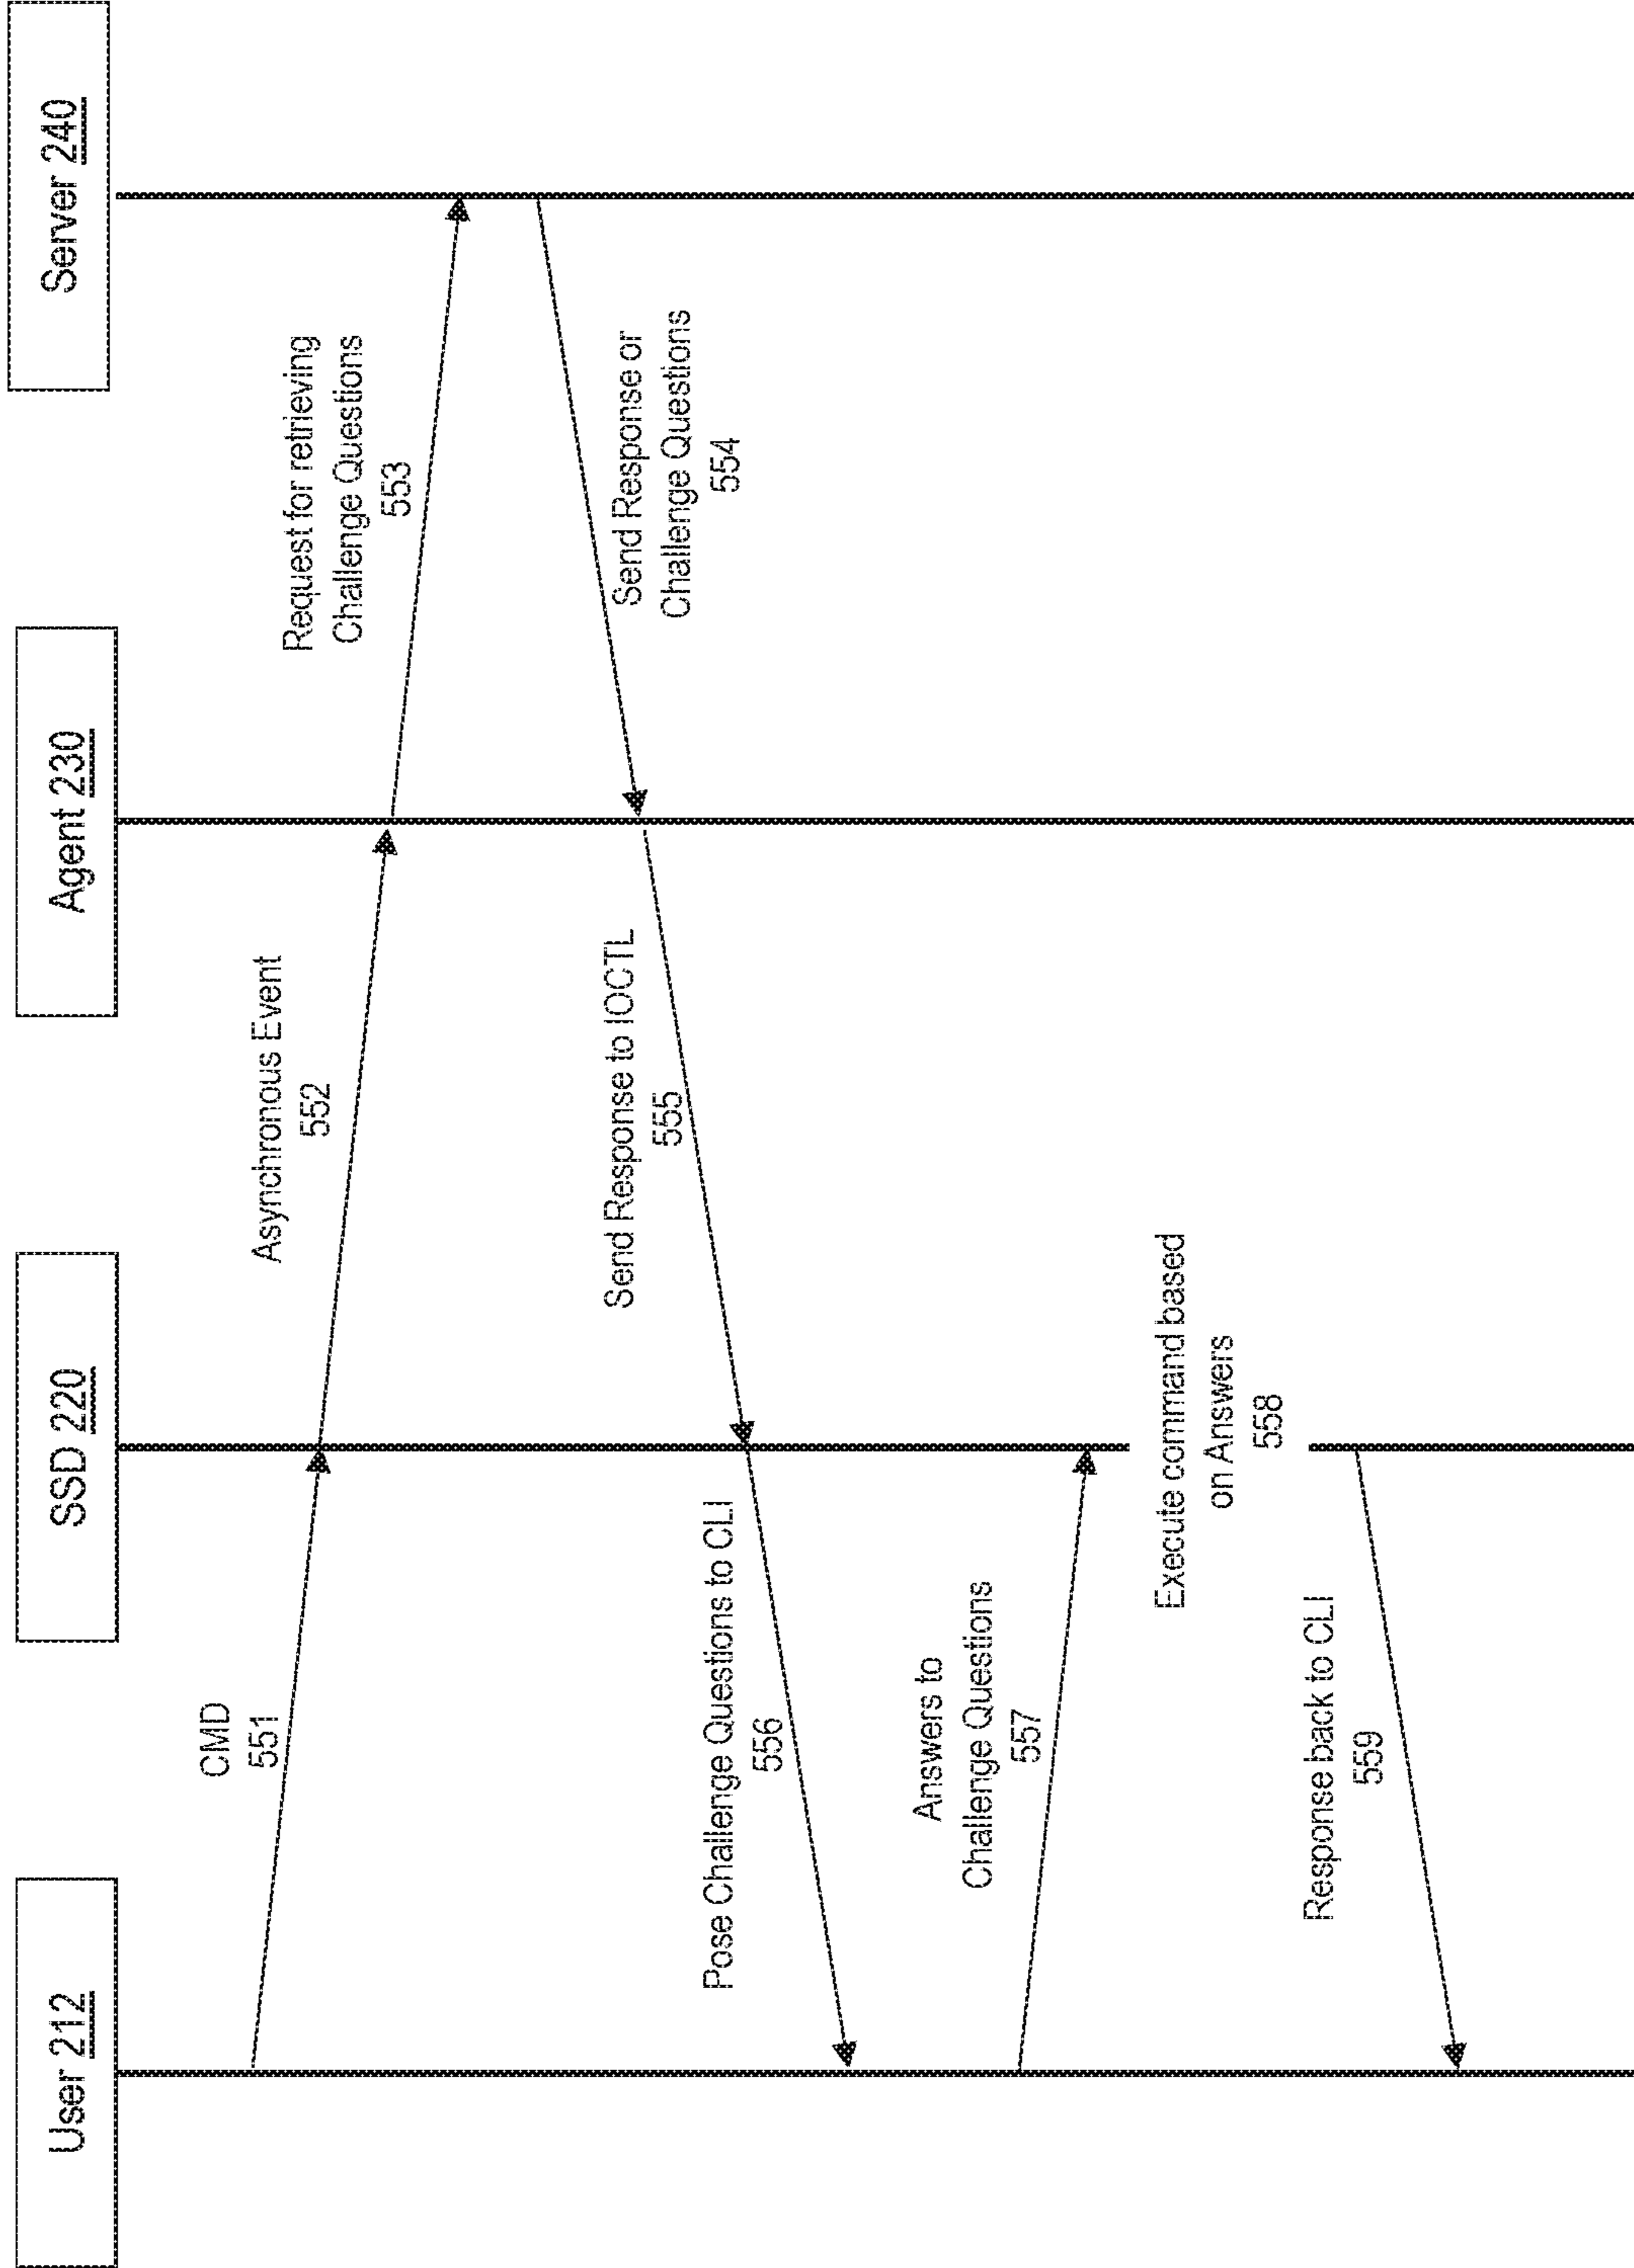 User 212
SSD 220
Agent 230
Server 240
CMD
551
Asynchronous Event
552
Request for retrieving
Challenge Questions
553
Send Response or
Challenge Questions
554
Send Response to IOCTL
555
Pose Challenge Questions to CLI
556
Answers to
Challenge Questions
557
Execute command based
on Answers
558
Response back to CLI
559